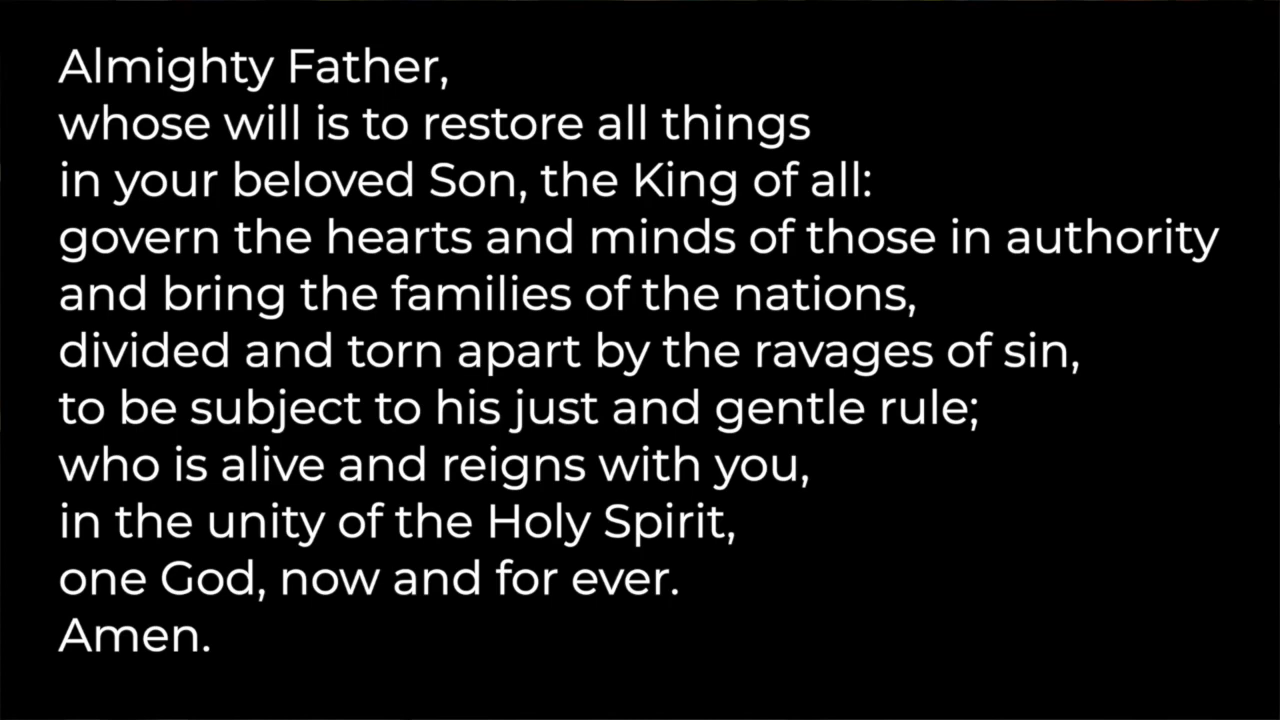 Almighty Father,
whose will is to restore all things
in your beloved Son, the King of all:
govern the hearts and minds of those in authority
and bring the families of the nations,
divided and torn apart by the ravages of sin,
to be subject to his just and gentle rule;
who is alive and reigns with you,
in the unity of the Holy Spirit,
one God, now and for ever.
Amen.